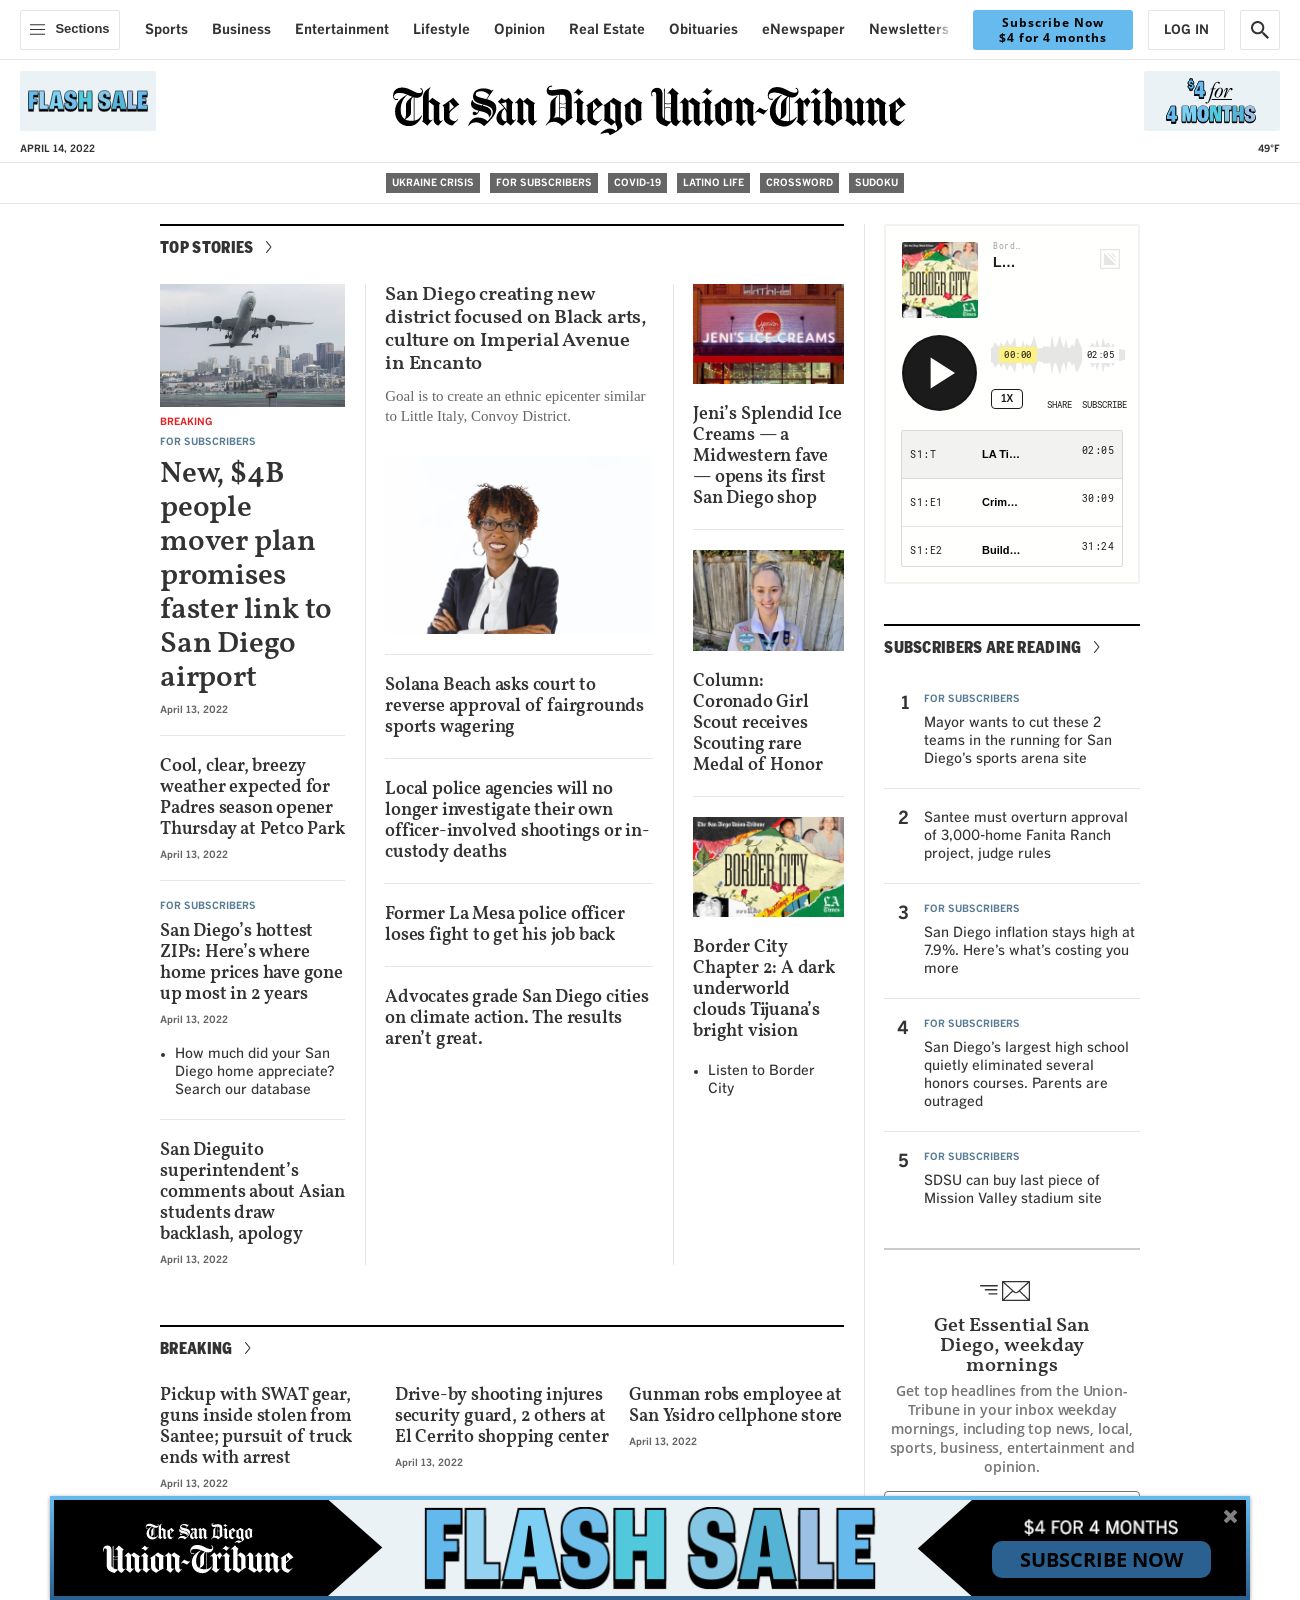 Sections
Sports Business Entertainment Lifestyle Opinion Real Estate Obituaries eNewspaper Newsletters
Subscribe Now
$4 for 4 months
LOG IN
FLASH SALE
The San Diego Union-Tribune
$4 for
4 MONTHS
APRIL 14, 2022
49°F
UKRAINE CRISIS FOR SUBSCRIBERS COVID-19 LATINO LIFE CROSSWORD SUDOKU
TOP STORIES
BREAKING
FOR SUBSCRIBERS
New, $4B
people
mover plan
promises
faster link to
San Diego
airport
April 13, 2022
Cool, clear, breezy
weather expected for
Padres season opener
Thursday at Petco Park
April 13, 2022
FOR SUBSCRIBERS
San Diego’s hottest
ZIPs: Here’s where
home prices have gone
up most in 2 years
April 13, 2022
• How much did your San
Diego home appreciate?
Search our database
San Dieguito
superintendent’s
comments about Asian
students draw
backlash, apology
April 13, 2022
San Diego creating new
district focused on Black arts,
culture on Imperial Avenue
in Encanto
Goal is to create an ethnic epicenter similar
to Little Italy, Convoy District.
Solana Beach asks court to
reverse approval of fairgrounds
sports wagering
Local police agencies will no
longer investigate their own
officer-involved shootings or in-
custody deaths
Former La Mesa police officer
loses fight to get his job back
Advocates grade San Diego cities
on climate action. The results
aren’t great.
jeni's
JENI'S ICE CREAMS
Jeni’s Splendid Ice
Creams — a
Midwestern fave
— opens its first
San Diego shop
Column:
Coronado Girl
Scout receives
Scouting rare
Medal of Honor
The San Diego Union-Tribune
BORDER CITY
LA Times
Border City
Chapter 2: A dark
underworld
clouds Tijuana’s
bright vision
• Listen to Border
City
BORDER CITY
LA Times
Bord…
L…
00:00
02:05
1X
SHARE SUBSCRIBE
S1:T LA Ti… 02:05
S1:E1 Crim… 30:09
S1:E2 Build… 31:24
SUBSCRIBERS ARE READING
1
FOR SUBSCRIBERS
Mayor wants to cut these 2
teams in the running for San
Diego’s sports arena site
2
Santee must overturn approval
of 3,000-home Fanita Ranch
project, judge rules
3
FOR SUBSCRIBERS
San Diego inflation stays high at
7.9%. Here’s what’s costing you
more
4
FOR SUBSCRIBERS
San Diego’s largest high school
quietly eliminated several
honors courses. Parents are
outraged
5
FOR SUBSCRIBERS
SDSU can buy last piece of
Mission Valley stadium site
Get Essential San
Diego, weekday
mornings
Get top headlines from the Union-
Tribune in your inbox weekday
mornings, including top news, local,
sports, business, entertainment and
opinion.
BREAKING
Pickup with SWAT gear,
guns inside stolen from
Santee; pursuit of truck
ends with arrest
April 13, 2022
Drive-by shooting injures
security guard, 2 others at
El Cerrito shopping center
April 13, 2022
Gunman robs employee at
San Ysidro cellphone store
April 13, 2022
The San Diego
Union-Tribune
FLASH SALE
$4 FOR 4 MONTHS
SUBSCRIBE NOW